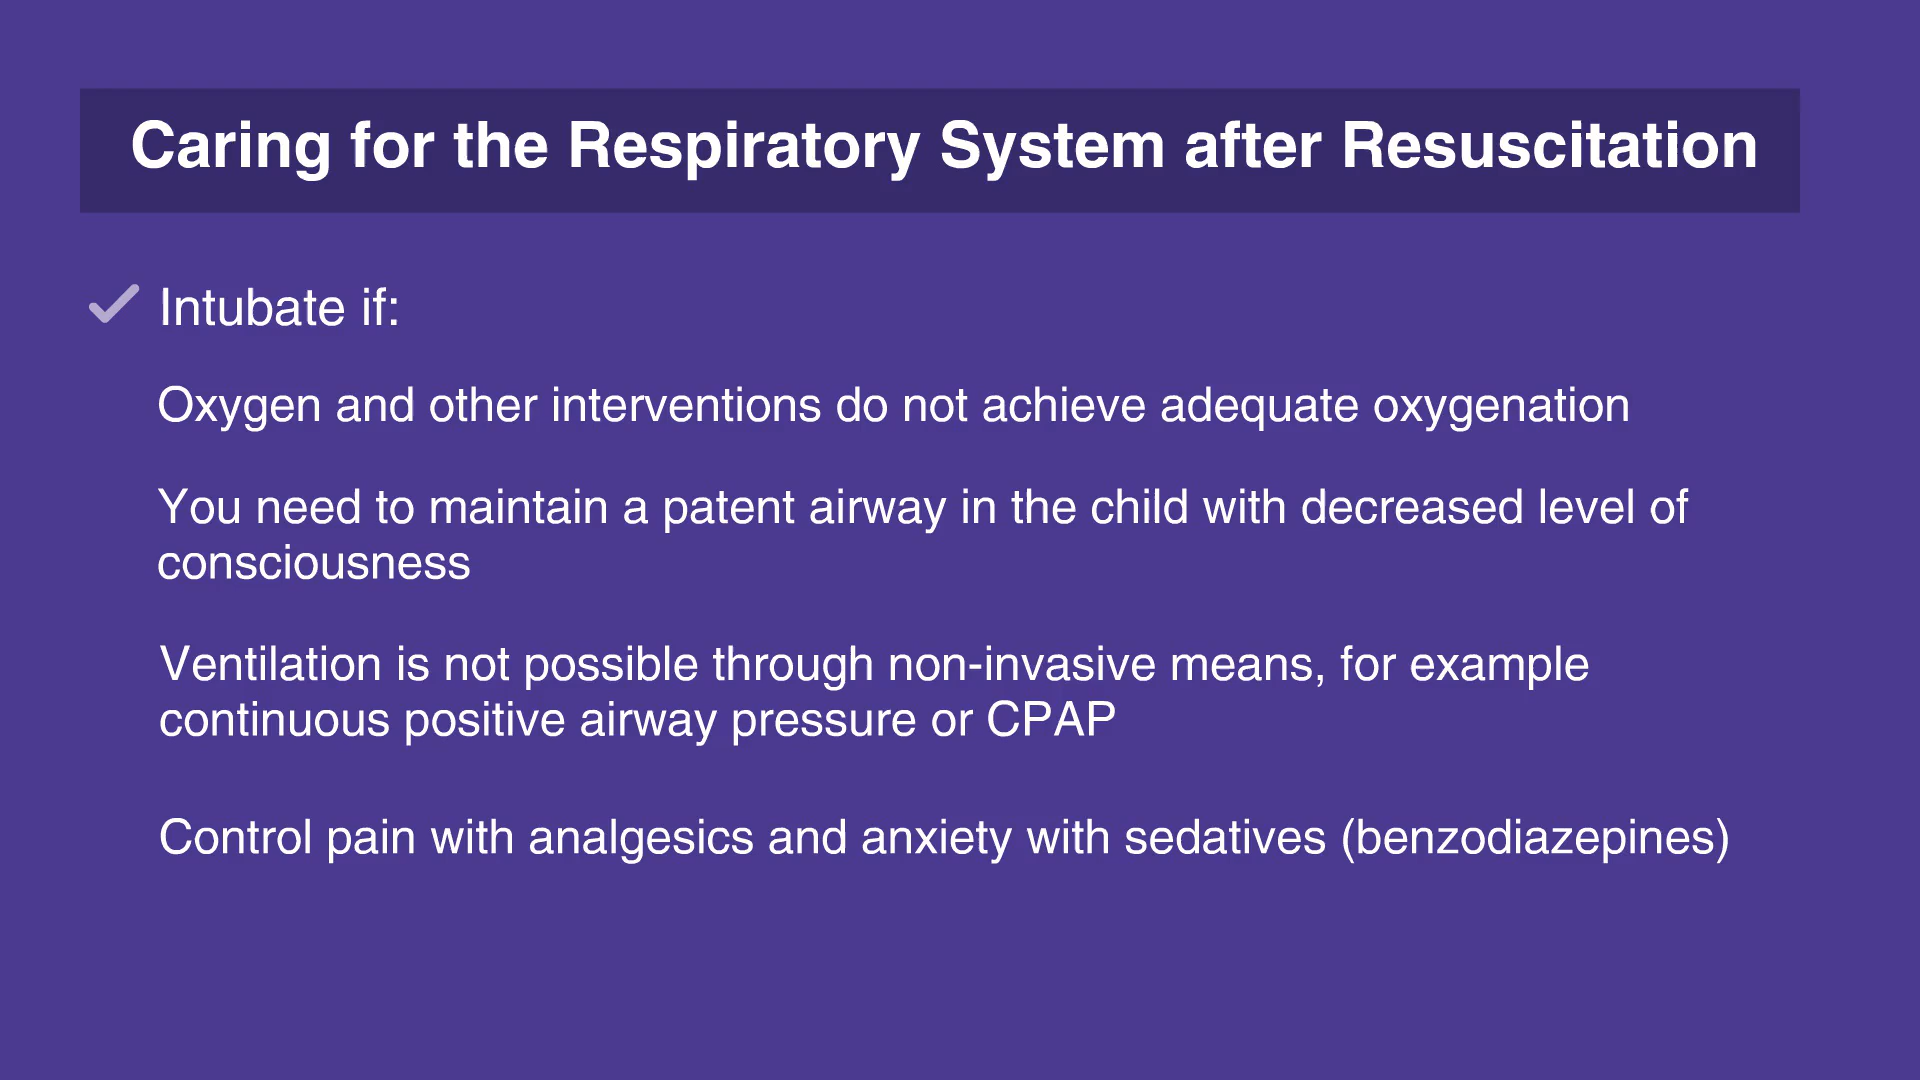 Caring for the Respiratory System after Resuscitation
Intubate if:
Oxygen and other interventions do not achieve adequate oxygenation
You need to maintain a patent airway in the child with decreased level of
consciousness
Ventilation is not possible through non-invasive means, for example
continuous positive airway pressure or CPAP
Control pain with analgesics and anxiety with sedatives (benzodiazepines)